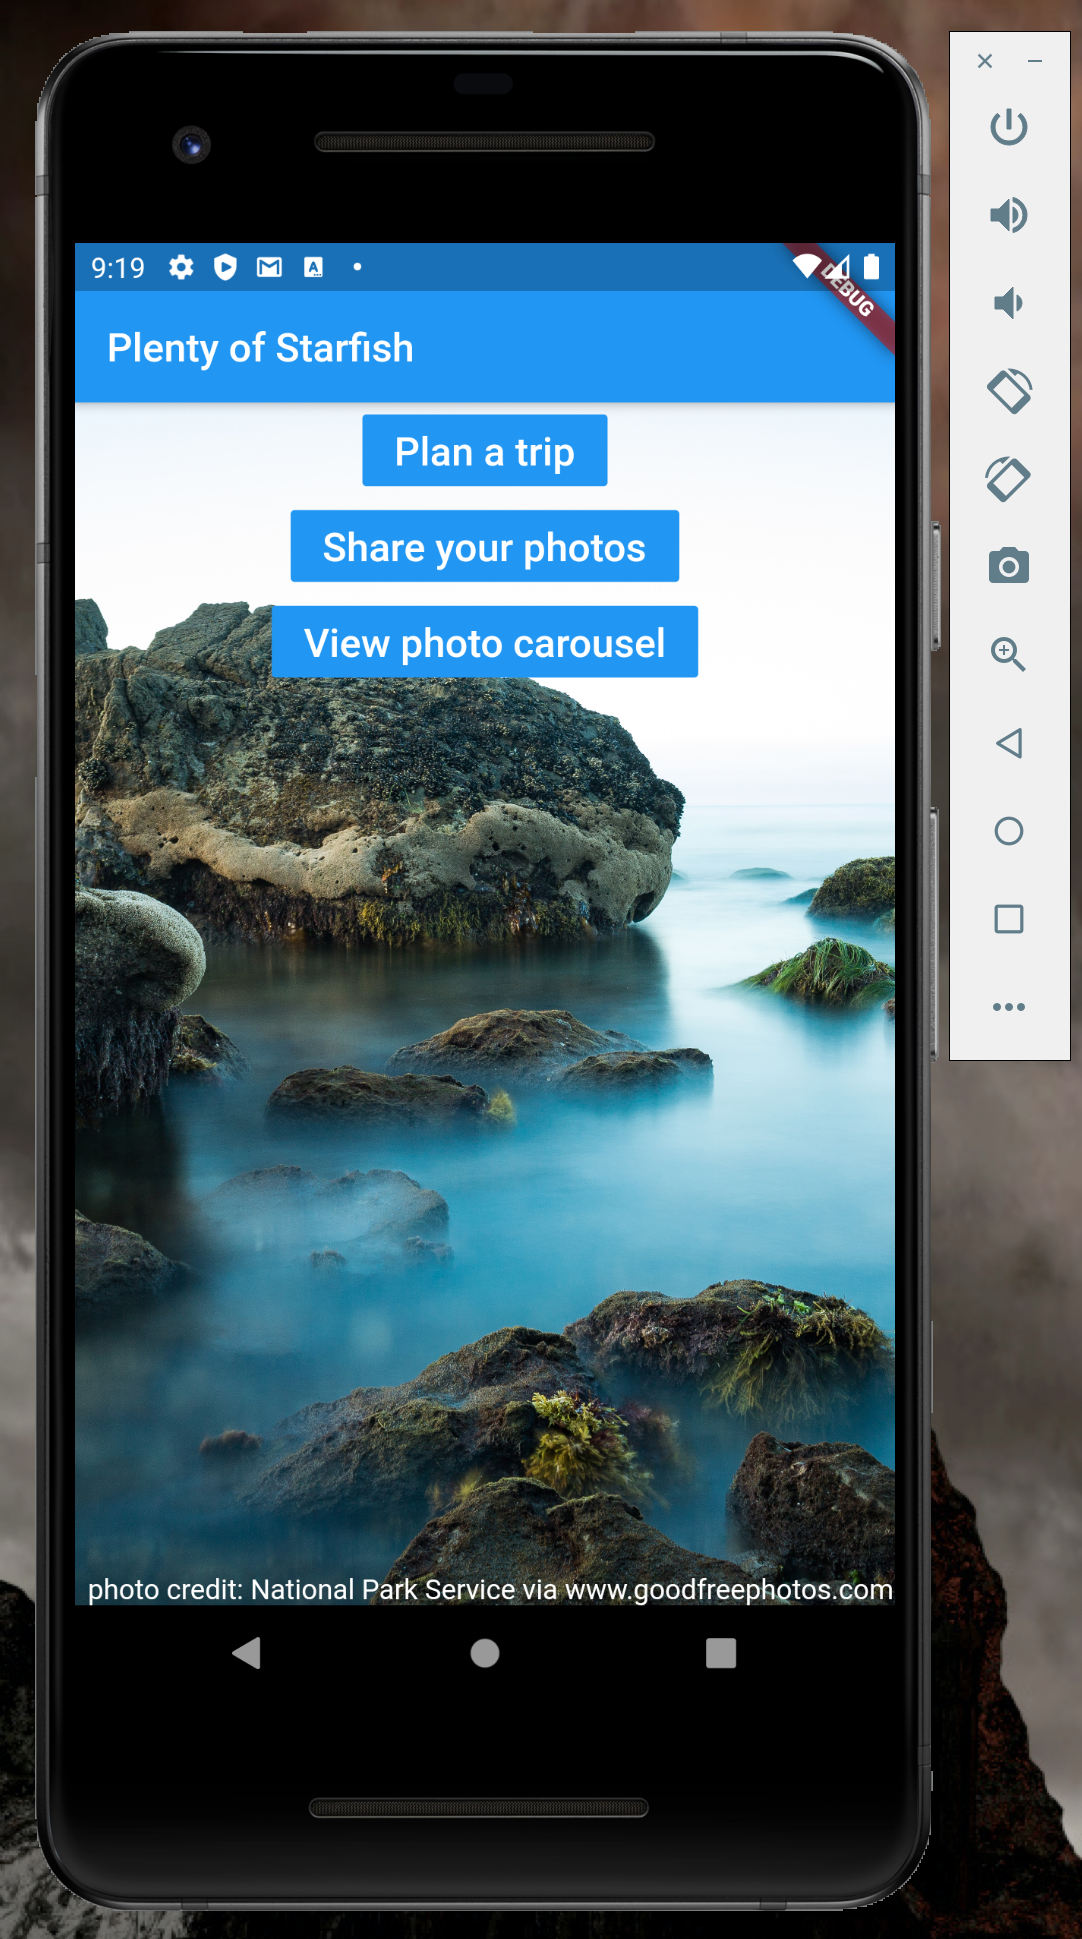 9:19
DEBUG
Plenty of Starfish
Plan a trip
Share your photos
View photo carousel
photo credit: National Park Service via www.goodfreephotos.com